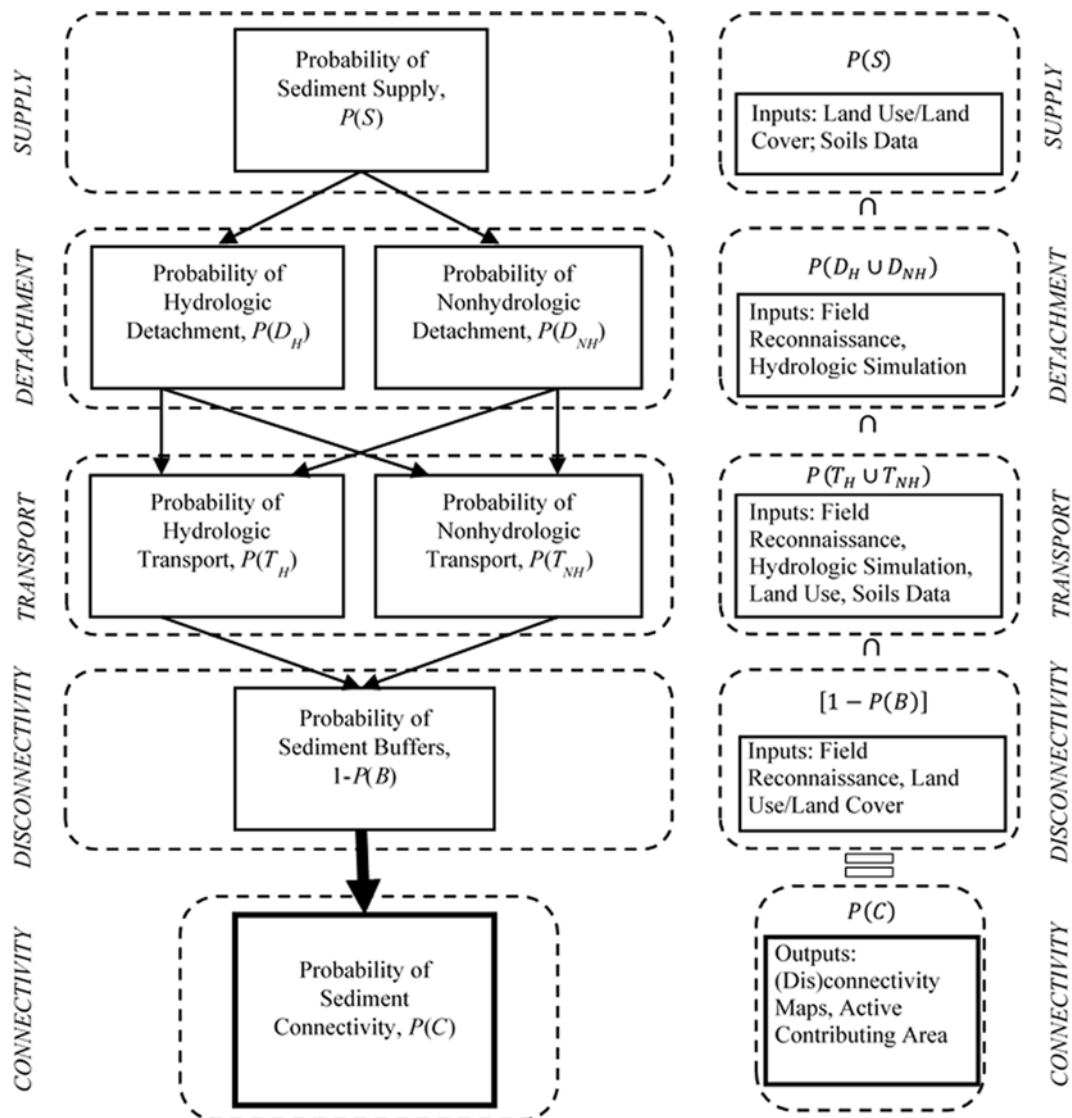 SUPPLY
Probability of
Sediment Supply,
P(S)
P(S)
Inputs: Land Use/Land
Cover; Soils Data
SUPPLY
∩
DETACHMENT
Probability of
Hydrologic
Detachment, P(D_H)
Probability of
Nonhydrologic
Detachment, P(D_NH)
P(D_H ∪ D_NH)
Inputs: Field
Reconnaissance,
Hydrologic Simulation
DETACHMENT
∩
TRANSPORT
Probability of
Hydrologic
Transport, P(T_H)
Probability of
Nonhydrologic
Transport, P(T_NH)
P(T_H ∪ T_NH)
Inputs: Field
Reconnaissance,
Hydrologic Simulation,
Land Use, Soils Data
TRANSPORT
∩
DISCONNECTIVITY
Probability of
Sediment Buffers,
1-P(B)
[1 − P(B)]
Inputs: Field
Reconnaissance, Land
Use/Land Cover
DISCONNECTIVITY
=
CONNECTIVITY
Probability of
Sediment
Connectivity, P(C)
P(C)
Outputs:
(Dis)connectivity
Maps, Active
Contributing Area
CONNECTIVITY